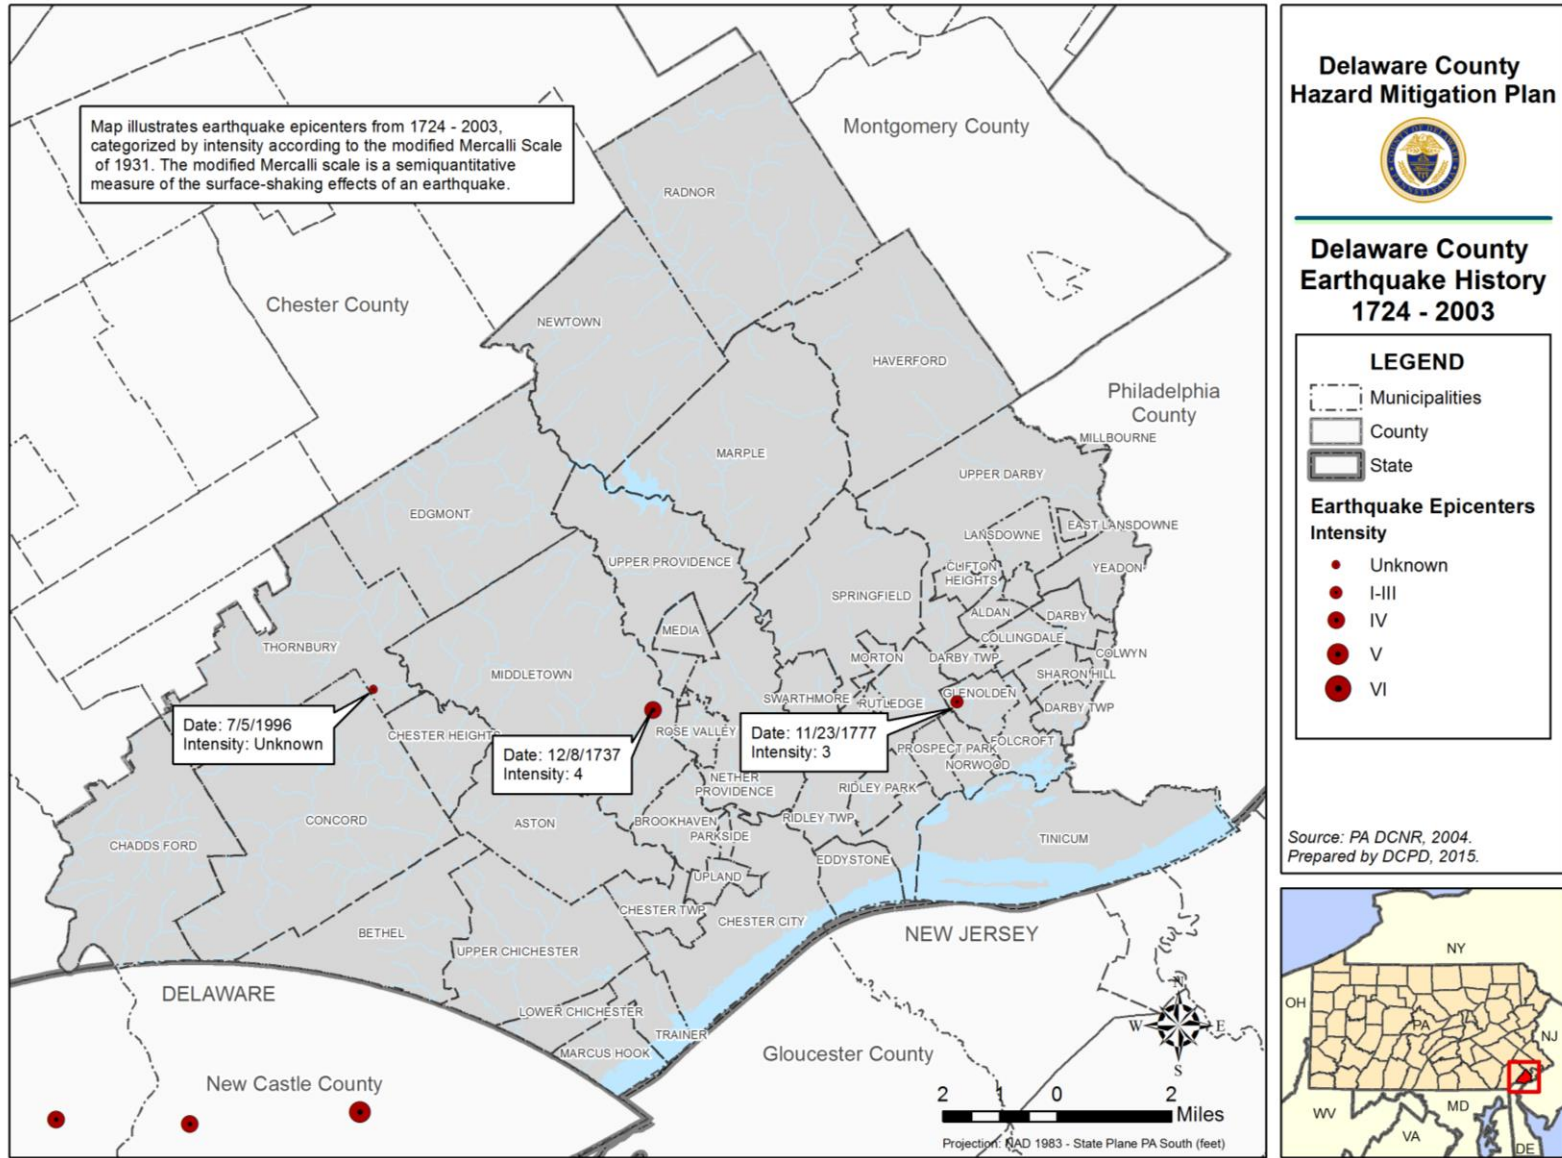 Map illustrates earthquake epicenters from 1724 - 2003,
categorized by intensity according to the modified Mercalli Scale
of 1931. The modified Mercalli scale is a semiquantitative
measure of the surface-shaking effects of an earthquake.
Montgomery County
RADNOR
Chester County
NEWTOWN
HAVERFORD
Philadelphia
County
MILLBOURNE
MARPLE
UPPER DARBY
EDGMONT
EAST LANSDOWNE
LANSDOWNE
UPPER PROVIDENCE
CLIFTON
HEIGHTS
YEADON
SPRINGFIELD
ALDAN
DARBY
MEDIA
COLLINGDALE
THORNBURY
COLWYN
MORTON
DARBY TWP
MIDDLETOWN
SHARON HILL
SWARTHMORE
RUTLEDGE
GLENOLDEN
DARBY TWP
Date: 7/5/1996
Intensity: Unknown
CHESTER HEIGHTS
Date: 12/8/1737
Intensity: 4
ROSE VALLEY
Date: 11/23/1777
Intensity: 3
FOLCROFT
PROSPECT PARK
NORWOOD
NETHER
PROVIDENCE
RIDLEY PARK
CONCORD
ASTON
BROOKHAVEN
PARKSIDE
RIDLEY TWP
TINICUM
CHADDS FORD
EDDYSTONE
UPLAND
CHESTER TWP
CHESTER CITY
BETHEL
NEW JERSEY
UPPER CHICHESTER
DELAWARE
LOWER CHICHESTER
TRAINER
MARCUS HOOK
Gloucester County
New Castle County
N
W
E
S
2 1 0 2
Miles
Projection: NAD 1983 - State Plane PA South (feet)
Delaware County
Hazard Mitigation Plan
Delaware County
Earthquake History
1724 - 2003
LEGEND
Municipalities
County
State
Earthquake Epicenters
Intensity
Unknown
I-III
IV
V
VI
Source: PA DCNR, 2004.
Prepared by DCPD, 2015.
NY
OH
PA
NJ
WV
MD
VA
DE